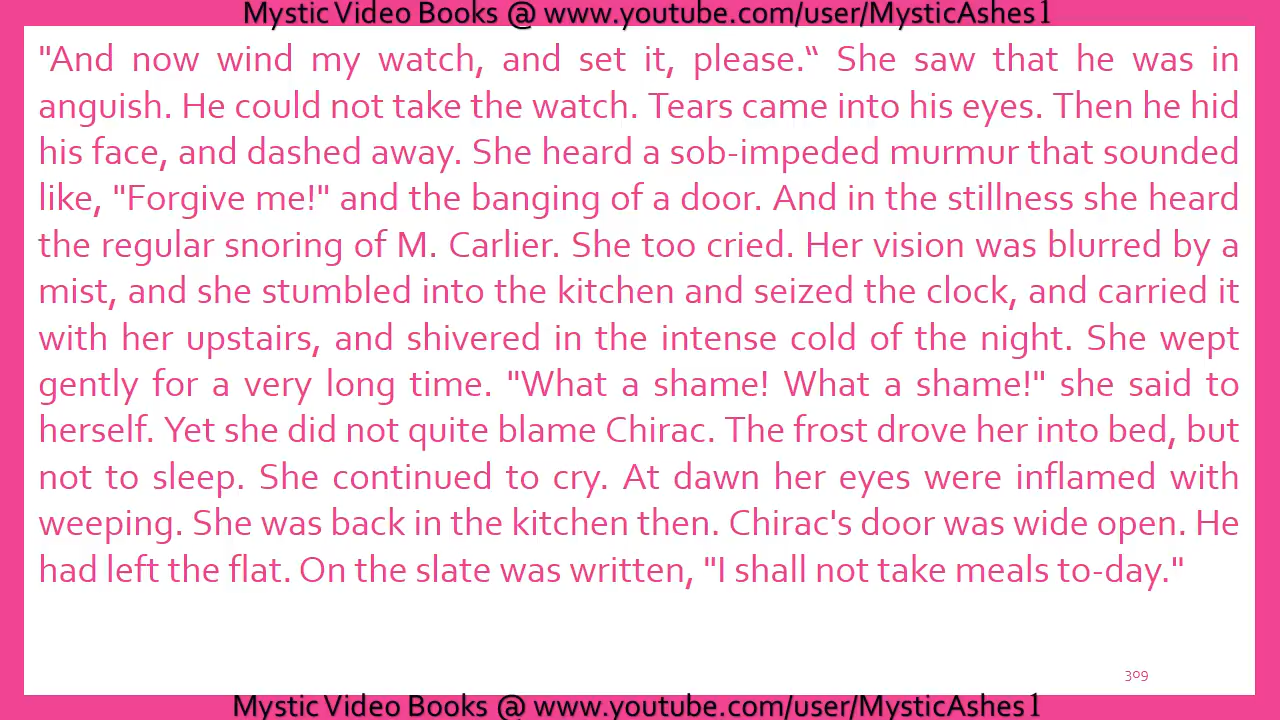 Mystic Video Books @ www.youtube.com/user/MysticAshes1
"And now wind my watch, and set it, please.“ She saw that he was in
anguish. He could not take the watch. Tears came into his eyes. Then he hid
his face, and dashed away. She heard a sob-impeded murmur that sounded
like, "Forgive me!" and the banging of a door. And in the stillness she heard
the regular snoring of M. Carlier. She too cried. Her vision was blurred by a
mist, and she stumbled into the kitchen and seized the clock, and carried it
with her upstairs, and shivered in the intense cold of the night. She wept
gently for a very long time. "What a shame! What a shame!" she said to
herself. Yet she did not quite blame Chirac. The frost drove her into bed, but
not to sleep. She continued to cry. At dawn her eyes were inflamed with
weeping. She was back in the kitchen then. Chirac's door was wide open. He
had left the flat. On the slate was written, "I shall not take meals to-day."
309
Mystic Video Books @ www.youtube.com/user/MysticAshes1